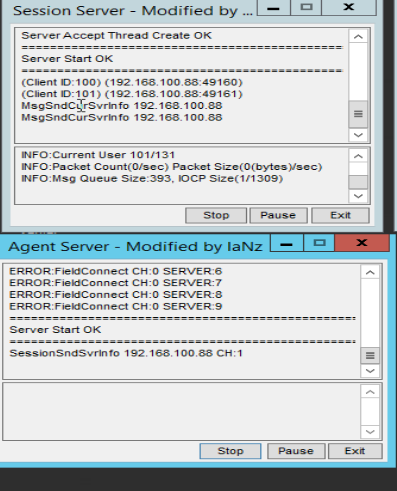 Session Server - Modified by ...
Server Accept Thread Create OK
================================================
Server Start OK
================================================
(Client ID:100) (192.168.100.88:49160)
(Client ID:101) (192.168.100.88:49161)
MsgSndCurSvrInfo 192.168.100.88
MsgSndCurSvrInfo 192.168.100.88
INFO:Current User 101/131
INFO:Packet Count(0/sec) Packet Size(0(bytes)/sec)
INFO:Msg Queue Size:393, IOCP Size(1/1309)
Stop Pause Exit
Agent Server - Modified by IaNz
ERROR:FieldConnect CH:0 SERVER:6
ERROR:FieldConnect CH:0 SERVER:7
ERROR:FieldConnect CH:0 SERVER:8
ERROR:FieldConnect CH:0 SERVER:9
================================================
Server Start OK
================================================
SessionSndSvrInfo 192.168.100.88 CH:1
Stop Pause Exit